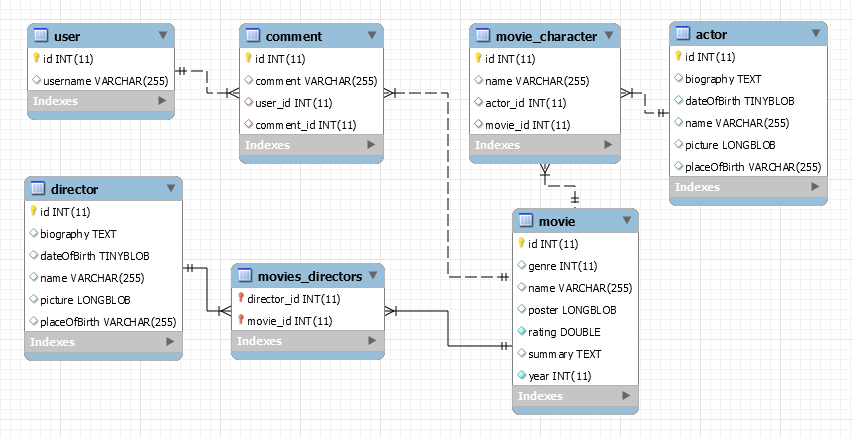 user
id INT(11)
username VARCHAR(255)
Indexes
comment
id INT(11)
comment VARCHAR(255)
user_id INT(11)
comment_id INT(11)
Indexes
movie_character
id INT(11)
name VARCHAR(255)
actor_id INT(11)
movie_id INT(11)
Indexes
actor
id INT(11)
biography TEXT
dateOfBirth TINYBLOB
name VARCHAR(255)
picture LONGBLOB
placeOfBirth VARCHAR(255)
Indexes
director
id INT(11)
biography TEXT
dateOfBirth TINYBLOB
name VARCHAR(255)
picture LONGBLOB
placeOfBirth VARCHAR(255)
Indexes
movies_directors
director_id INT(11)
movie_id INT(11)
Indexes
movie
id INT(11)
genre INT(11)
name VARCHAR(255)
poster LONGBLOB
rating DOUBLE
summary TEXT
year INT(11)
Indexes